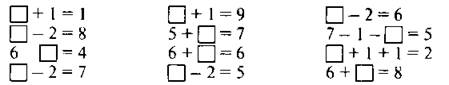 □ + 1 = 1 □ + 1 = 9 □ − 2 = 6
□ − 2 = 8 5 + □ = 7 7 − 1 − □ = 5
6 □ = 4 6 + □ = 6 □ + 1 + 1 = 2
□ − 2 = 7 □ − 2 = 5 6 + □ = 8